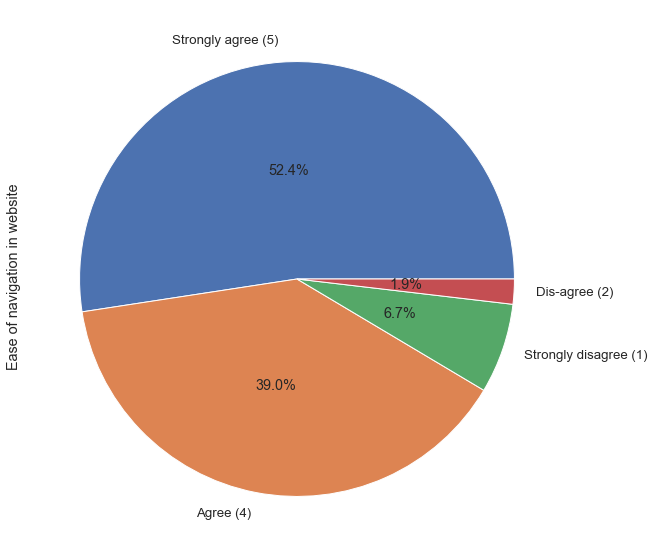 Strongly agree (5)
52.4%
Ease of navigation in website
1.9%
Dis-agree (2)
6.7%
Strongly disagree (1)
39.0%
Agree (4)